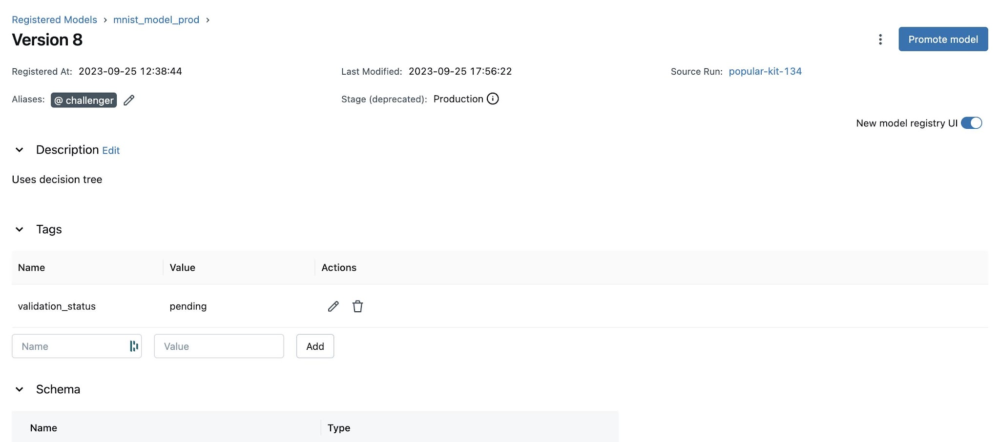 Registered Models › mnist_model_prod ›
Version 8
Promote model
Registered At: 2023-09-25 12:38:44 Last Modified: 2023-09-25 17:56:22 Source Run: popular-kit-134
Aliases: @ challenger Stage (deprecated): Production
New model registry UI
Description Edit
Uses decision tree
Tags
Name Value Actions
validation_status pending
Name Value Add
Schema
Name Type